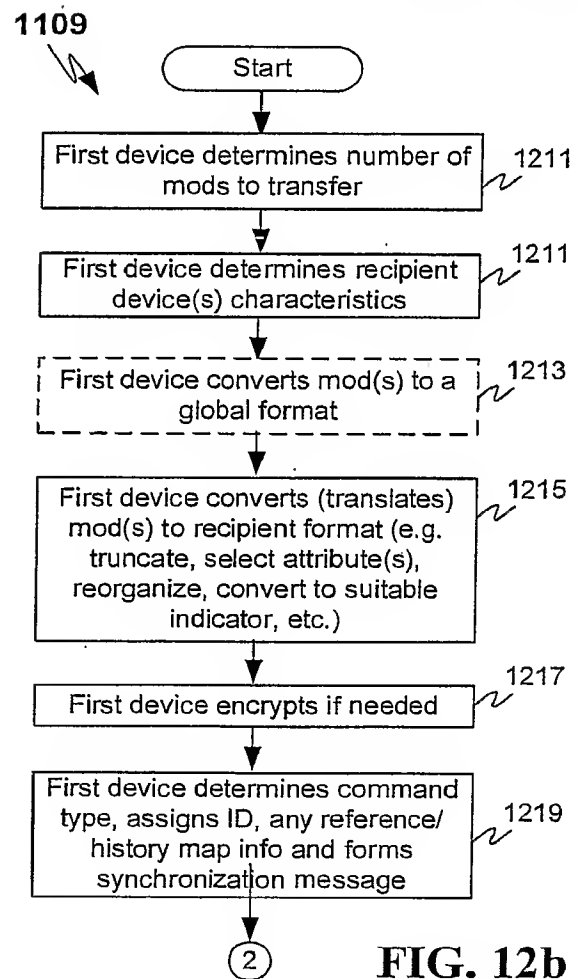 1109
Start
First device determines number of
mods to transfer
1211
First device determines recipient
device(s) characteristics
1211
First device converts mod(s) to a
global format
1213
First device converts (translates)
mod(s) to recipient format (e.g.
truncate, select attribute(s),
reorganize, convert to suitable
indicator, etc.)
1215
First device encrypts if needed
1217
First device determines command
type, assigns ID, any reference/
history map info and forms
synchronization message
1219
2
FIG. 12b